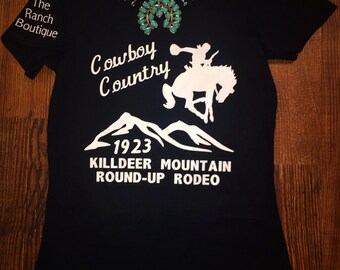 The
Ranch
Boutique
Cowboy
Country
1923
KILLDEER MOUNTAIN
ROUND-UP RODEO